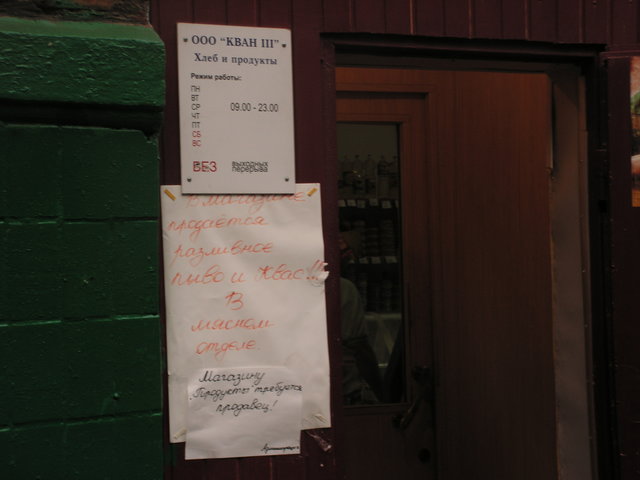 ООО "КВАН III"
Хлеб и продукты
Режим работы:
ПН
ВТ
СР 09.00 - 23.00
ЧТ
ПТ
СБ
ВС
БЕЗ выходных
перерыва
В магазине
продаётся
разливное
пиво и Квас!!!
В
мясном
отделе.
Магазину
"Продукты" требуется
продавец!